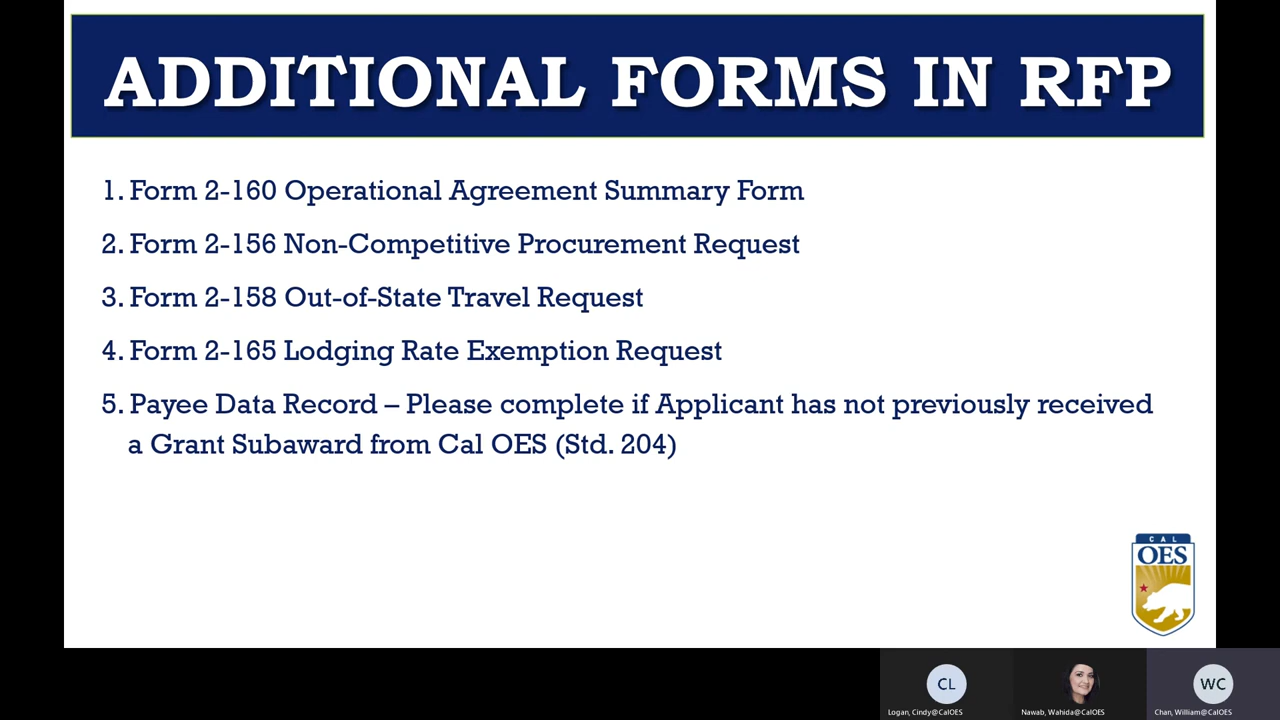 ADDITIONAL FORMS IN RFP
1. Form 2-160 Operational Agreement Summary Form
2. Form 2-156 Non-Competitive Procurement Request
3. Form 2-158 Out-of-State Travel Request
4. Form 2-165 Lodging Rate Exemption Request
5. Payee Data Record – Please complete if Applicant has not previously received
a Grant Subaward from Cal OES (Std. 204)
CAL
OES
CL
WC
Logan, Cindy@CalOES
Nawab, Wahida@CalOES
Chan, William@CalOES